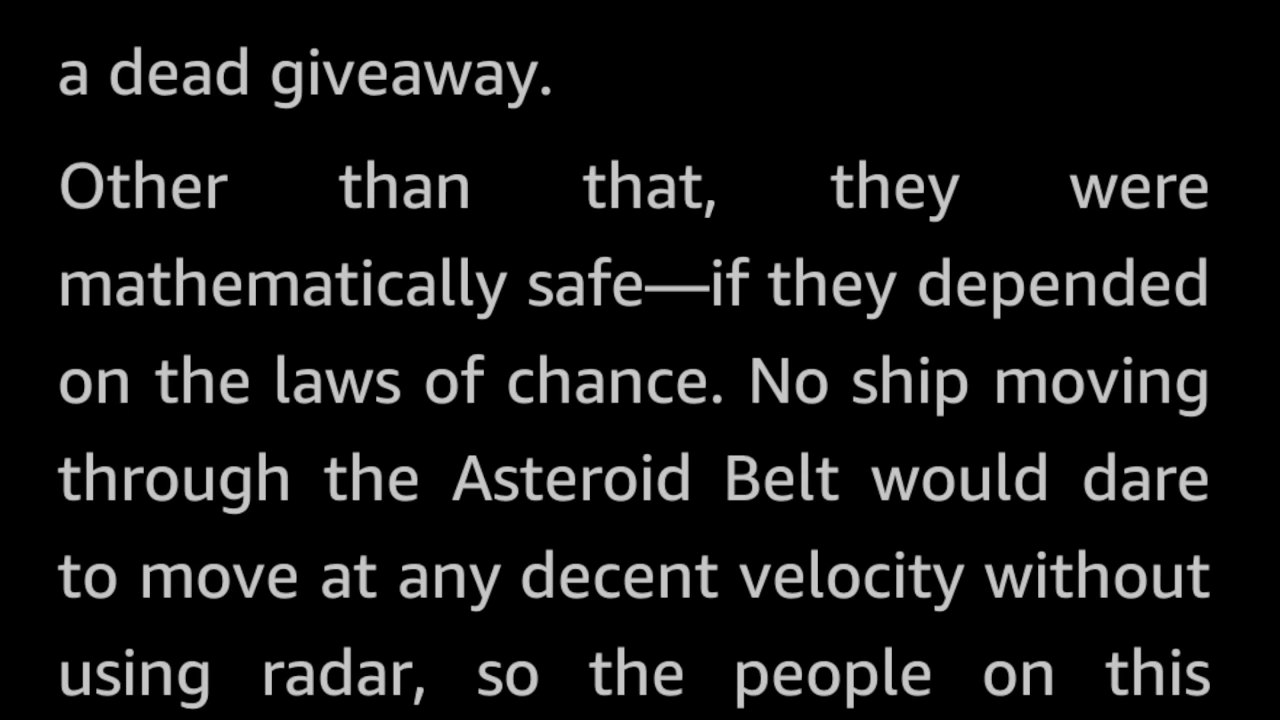 a dead giveaway.
Other than that, they were
mathematically safe—if they depended
on the laws of chance. No ship moving
through the Asteroid Belt would dare
to move at any decent velocity without
using radar, so the people on this